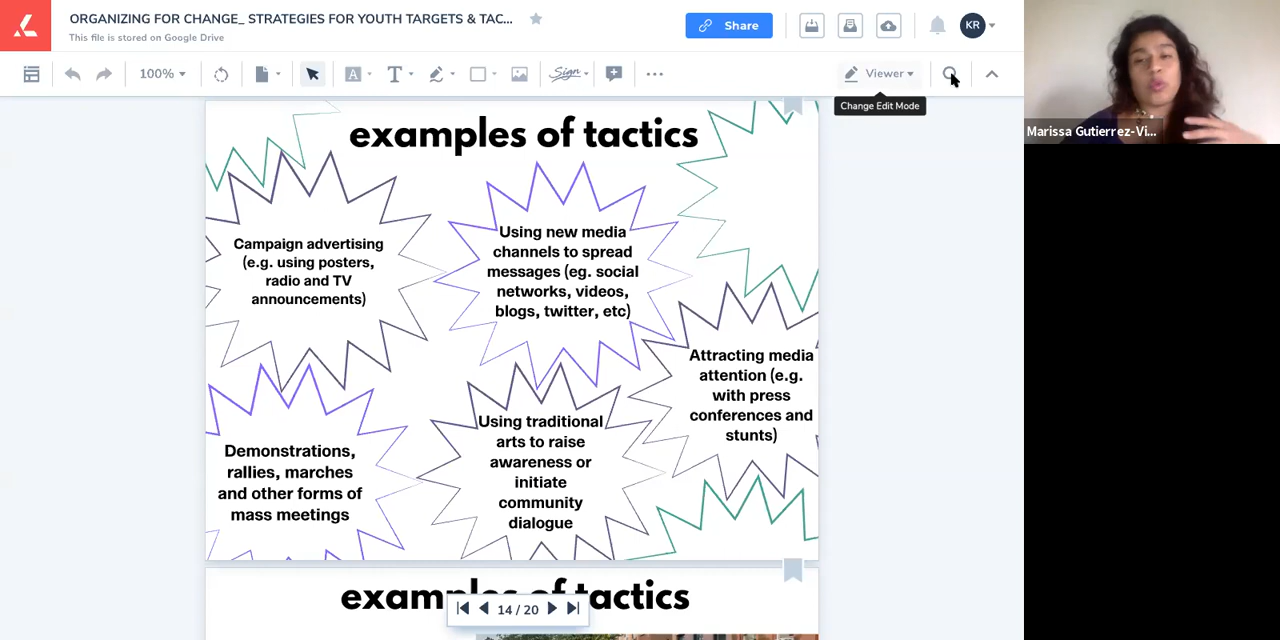 ORGANIZING FOR CHANGE_ STRATEGIES FOR YOUTH TARGETS & TAC...
This file is stored on Google Drive
Share
KR
100%
A
T
Sign
Viewer
Change Edit Mode
Marissa Gutierrez-Vi...
examples of tactics
Campaign advertising
(e.g. using posters,
radio and TV
announcements)
Using new media
channels to spread
messages (eg. social
networks, videos,
blogs, twitter, etc)
Attracting media
attention (e.g.
with press
conferences and
stunts)
Demonstrations,
rallies, marches
and other forms of
mass meetings
Using traditional
arts to raise
awareness or
initiate
community
dialogue
examples of tactics
14 / 20